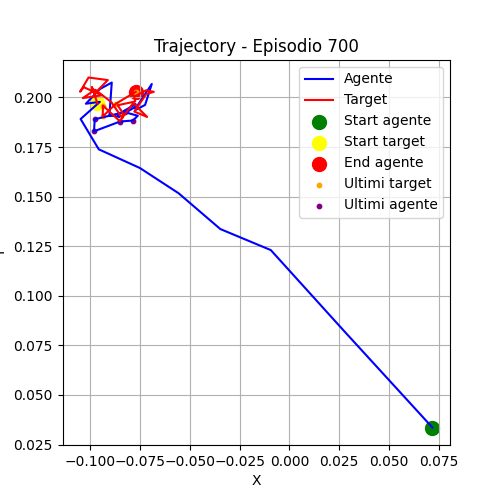 Trajectory - Episodio 700
Agente
Target
Start agente
Start target
End agente
Ultimi target
Ultimi agente
0.200
0.175
0.150
0.125
0.100
0.075
0.050
0.025
−0.100 −0.075 −0.050 −0.025 0.000 0.025 0.050 0.075
X